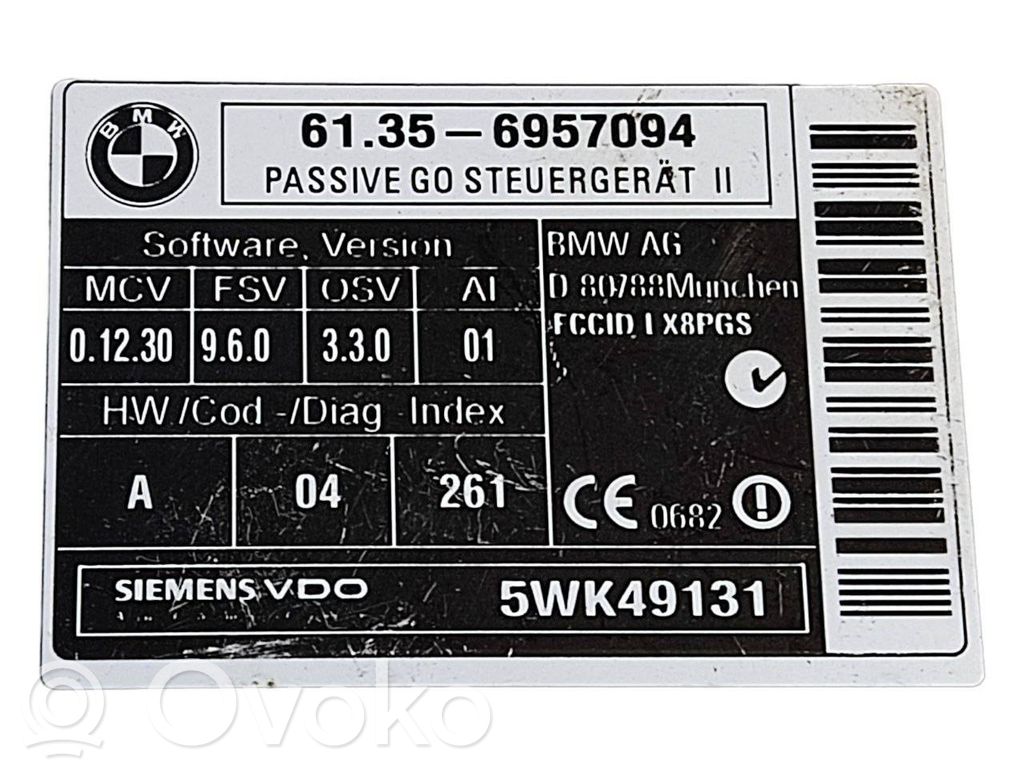 BMW
61.35-6957094
PASSIVE GO STEUERGERÄT II
Software, Version
MCV FSV OSV AI
0.12.30 9.6.0 3.3.0 01
HW/Cod-/Diag-Index
A 04 261
BMW AG
D 80788 Munchen
FCCID LX8PGS
CE 0682
SIEMENS VDO
5WK49131
Ovoko